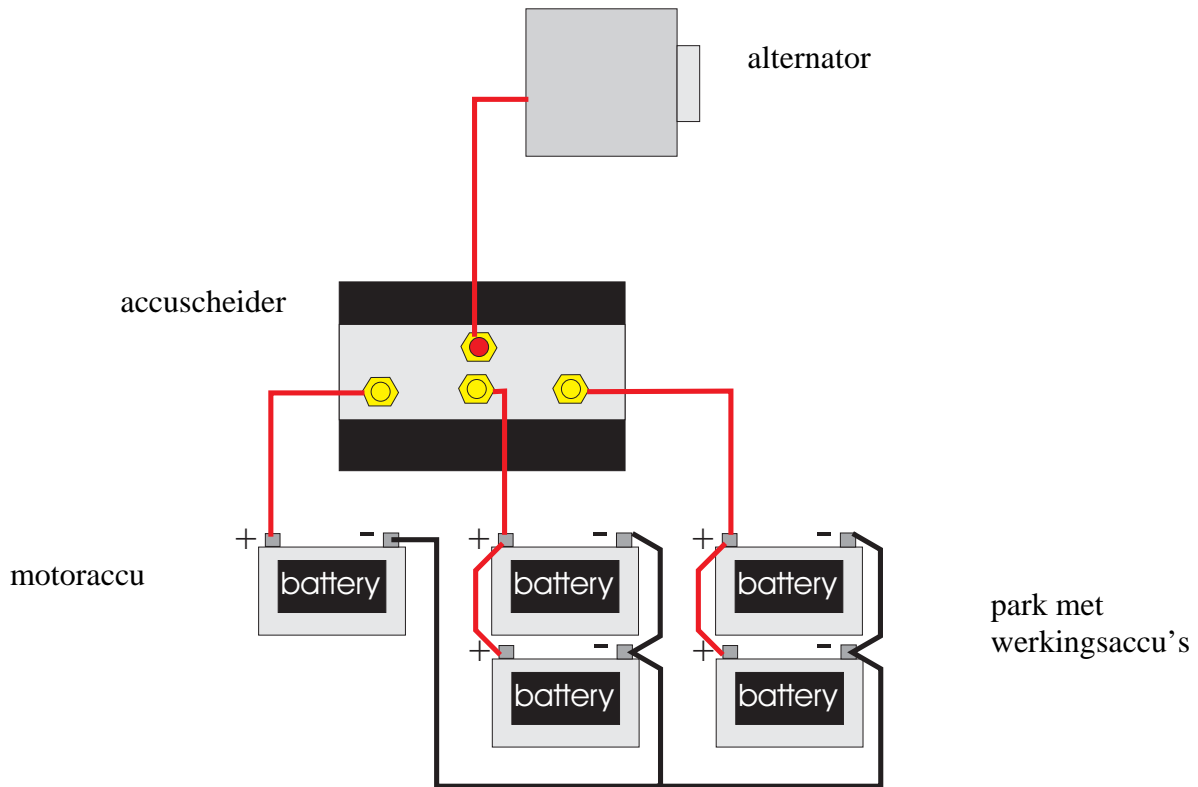 alternator
accuscheider
+ - + - + -
motoraccu
battery battery battery
park met
werkingsaccu’s
+ - + -
battery battery